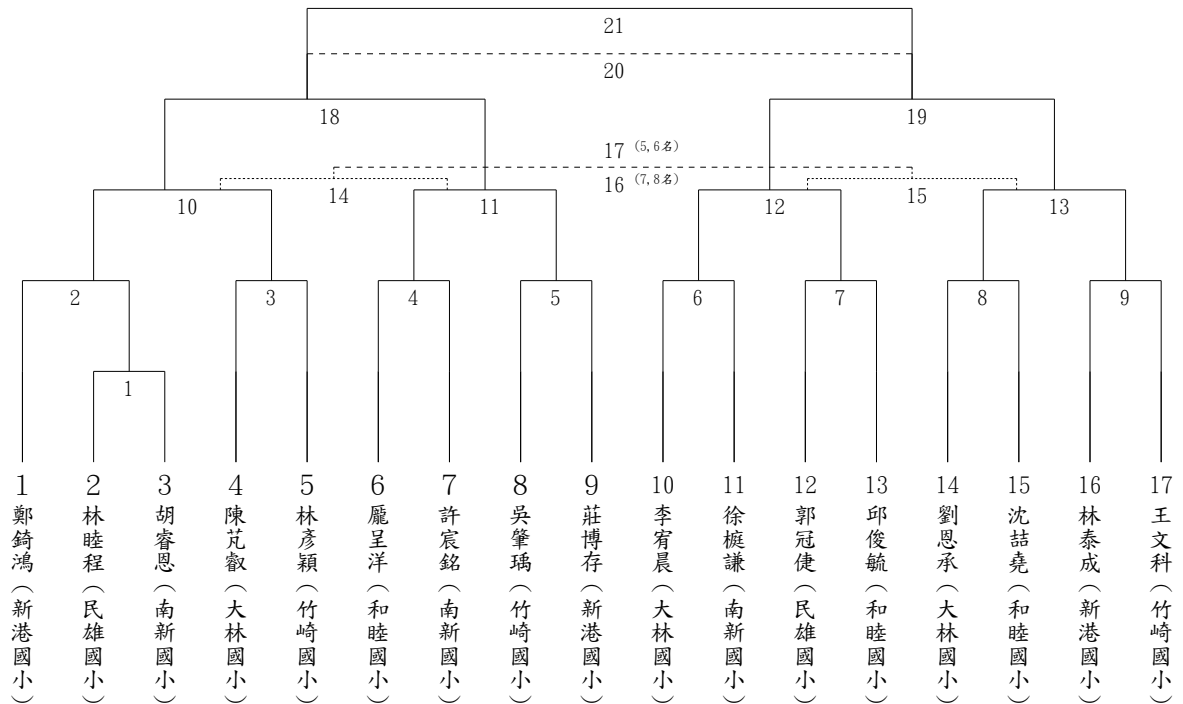 21
20
18
19
17 (5,6名)
16 (7,8名)
10
14
11
12
15
13
2
3
4
5
6
7
8
9
1
1 鄭錡鴻(新港國小)
2 林睦程(民雄國小)
3 胡睿恩(南新國小)
4 陳芃叡(大林國小)
5 林彥穎(竹崎國小)
6 龎呈洋(和睦國小)
7 許宸銘(南新國小)
8 吳肇瑀(竹崎國小)
9 莊博存(新港國小)
10 李宥晨(大林國小)
11 徐榳謙(南新國小)
12 郭冠倢(民雄國小)
13 邱俊毓(和睦國小)
14 劉恩承(大林國小)
15 沈喆堯(和睦國小)
16 林泰成(新港國小)
17 王文科(竹崎國小)